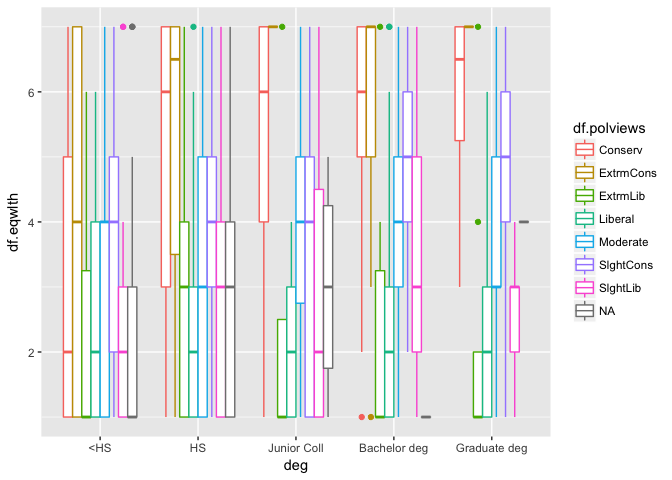 df.eqwlth
6
4
2
<HS
HS
Junior Coll
Bachelor deg
Graduate deg
deg
df.polviews
Conserv
ExtrmCons
ExtrmLib
Liberal
Moderate
SlghtCons
SlghtLib
NA